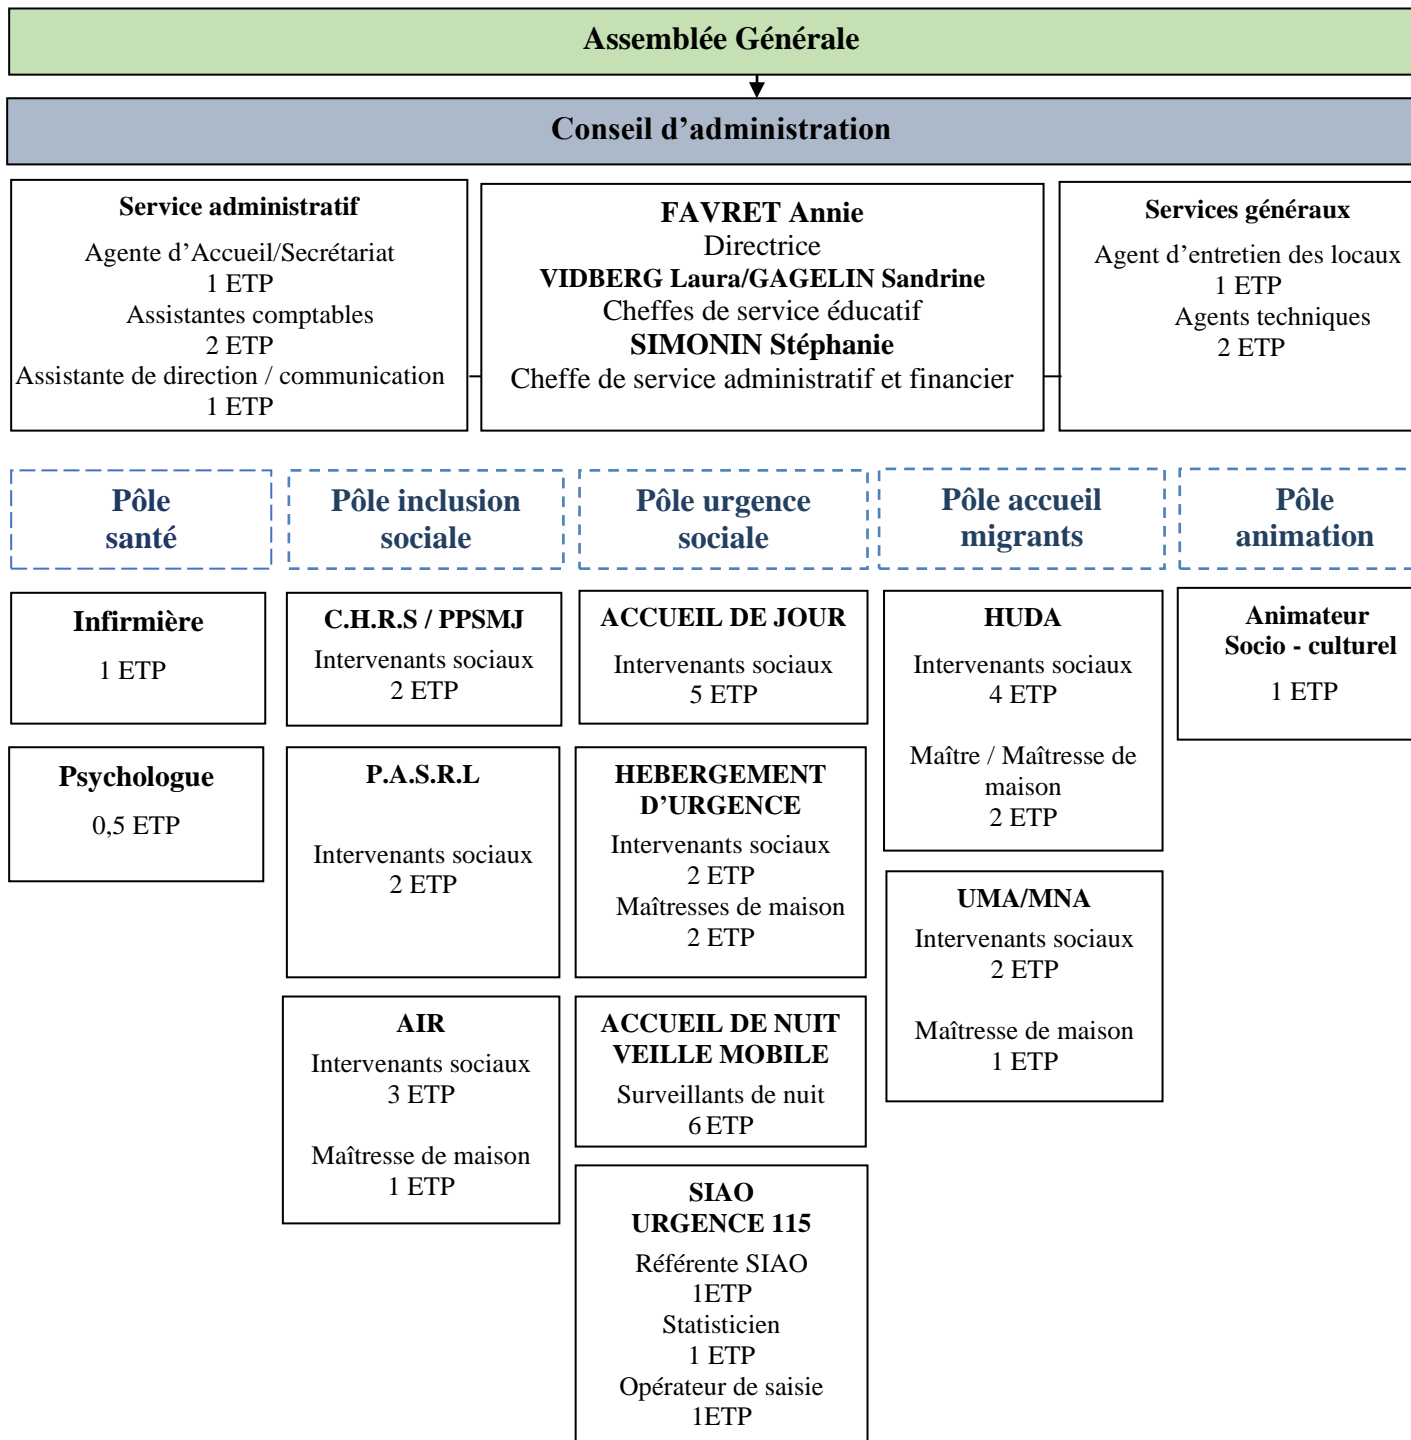 Assemblée Générale
Conseil d’administration
Service administratif
Agente d’Accueil/Secrétariat
1 ETP
Assistantes comptables
2 ETP
Assistante de direction / communication
1 ETP
FAVRET Annie
Directrice
VIDBERG Laura/GAGELIN Sandrine
Cheffes de service éducatif
SIMONIN Stéphanie
Cheffe de service administratif et financier
Services généraux
Agent d’entretien des locaux
1 ETP
Agents techniques
2 ETP
Pôle
santé
Infirmière
1 ETP
Psychologue
0,5 ETP
Pôle inclusion
sociale
C.H.R.S / PPSMJ
Intervenants sociaux
2 ETP
P.A.S.R.L
Intervenants sociaux
2 ETP
AIR
Intervenants sociaux
3 ETP
Maîtresse de maison
1 ETP
Pôle urgence
sociale
ACCUEIL DE JOUR
Intervenants sociaux
5 ETP
HEBERGEMENT
D’URGENCE
Intervenants sociaux
2 ETP
Maîtresses de maison
2 ETP
ACCUEIL DE NUIT
VEILLE MOBILE
Surveillants de nuit
6 ETP
SIAO
URGENCE 115
Référente SIAO
1ETP
Statisticien
1 ETP
Opérateur de saisie
1ETP
Pôle accueil
migrants
HUDA
Intervenants sociaux
4 ETP
Maître / Maîtresse de
maison
2 ETP
UMA/MNA
Intervenants sociaux
2 ETP
Maîtresse de maison
1 ETP
Pôle
animation
Animateur
Socio - culturel
1 ETP